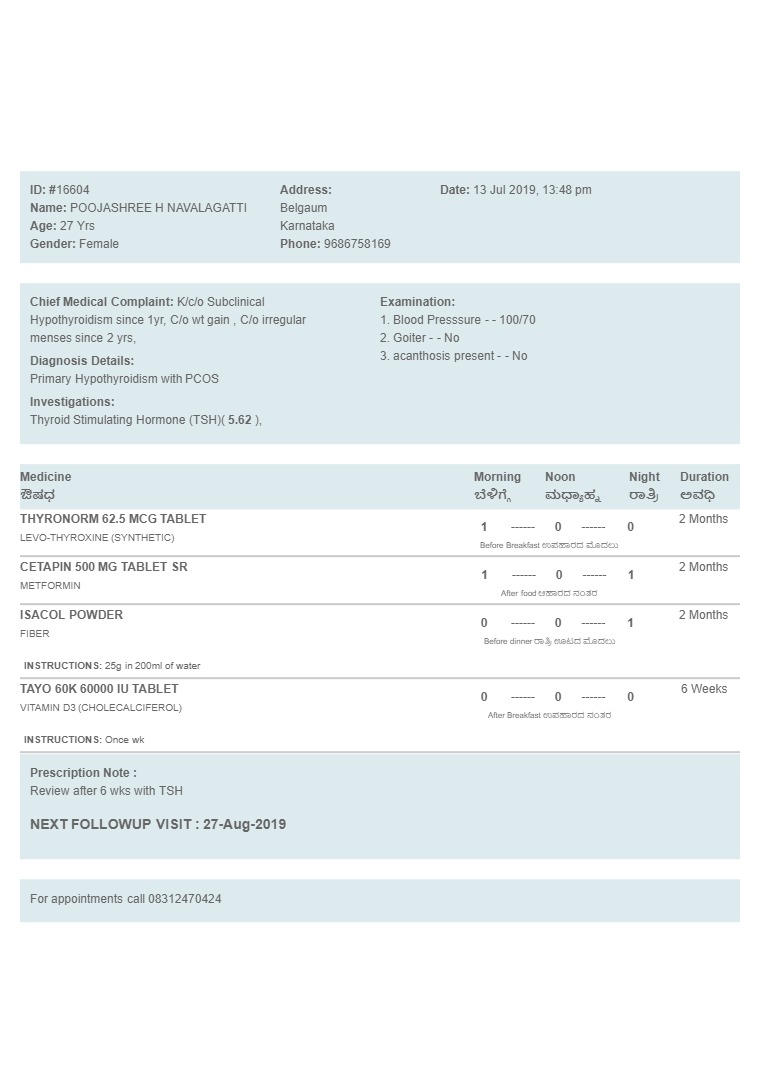 ID: #16604
Name: POOJASHREE H NAVALAGATTI
Age: 27 Yrs
Gender: Female
Address:
Belgaum
Karnataka
Phone: 9686758169
Date: 13 Jul 2019, 13:48 pm
Chief Medical Complaint: K/c/o Subclinical
Hypothyroidism since 1yr, C/o wt gain , C/o irregular
menses since 2 yrs,
Diagnosis Details:
Primary Hypothyroidism with PCOS
Investigations:
Thyroid Stimulating Hormone (TSH)( 5.62 ),
Examination:
1. Blood Presssure - - 100/70
2. Goiter - - No
3. acanthosis present - - No
Medicine Morning Noon Night Duration
ಔಷಧ ಬೆಳಿಗ್ಗೆ ಮಧ್ಯಾಹ್ನ ರಾತ್ರಿ ಅವಧಿ
THYRONORM 62.5 MCG TABLET 1 ------ 0 ------ 0 2 Months
LEVO-THYROXINE (SYNTHETIC) Before Breakfast ಉಪಹಾರದ ಮೊದಲು
CETAPIN 500 MG TABLET SR 1 ------ 0 ------ 1 2 Months
METFORMIN After food ಆಹಾರದ ನಂತರ
ISACOL POWDER 0 ------ 0 ------ 1 2 Months
FIBER Before dinner ರಾತ್ರಿ ಊಟದ ಮೊದಲು
INSTRUCTIONS: 25g in 200ml of water
TAYO 60K 60000 IU TABLET 0 ------ 0 ------ 0 6 Weeks
VITAMIN D3 (CHOLECALCIFEROL) After Breakfast ಉಪಹಾರದ ನಂತರ
INSTRUCTIONS: Once wk
Prescription Note :
Review after 6 wks with TSH
NEXT FOLLOWUP VISIT : 27-Aug-2019
For appointments call 08312470424